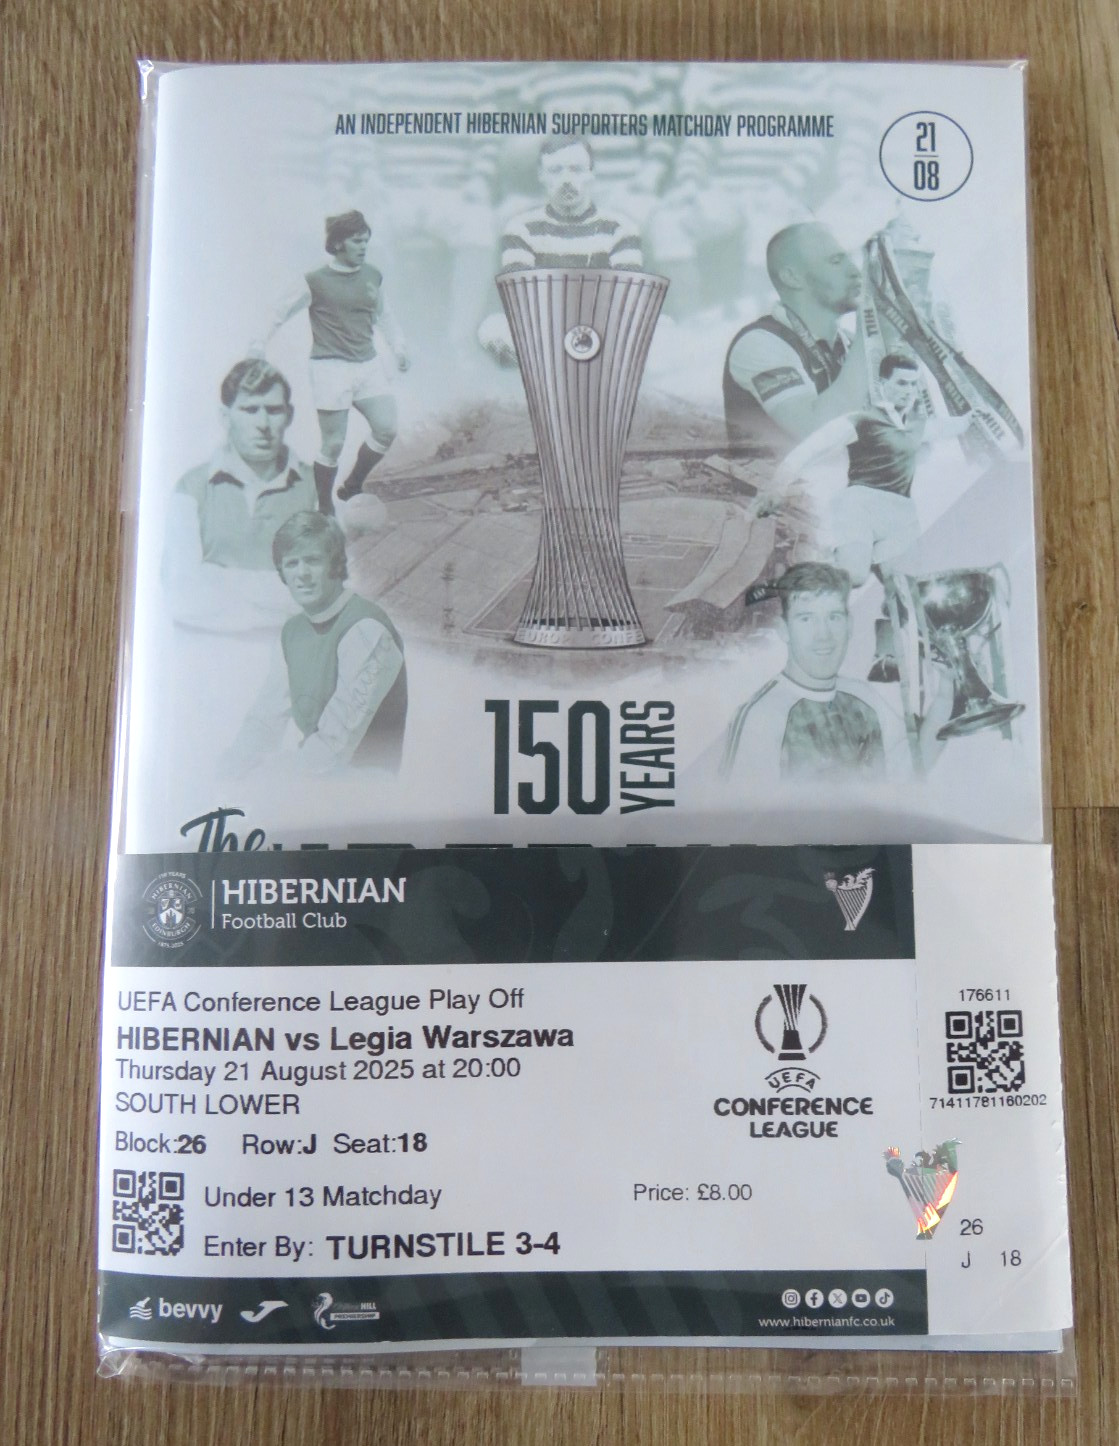 AN INDEPENDENT HIBERNIAN SUPPORTERS MATCHDAY PROGRAMME
21
08
150
YEARS
The
HIBERNIAN
Football Club
UEFA Conference League Play Off
HIBERNIAN vs Legia Warszawa
Thursday 21 August 2025 at 20:00
SOUTH LOWER
Block:26 Row:J Seat:18
Under 13 Matchday
Price: £8.00
Enter By: TURNSTILE 3-4
UEFA
CONFERENCE
LEAGUE
176611
71411781160202
26
J 18
bevvy
www.hibernianfc.co.uk